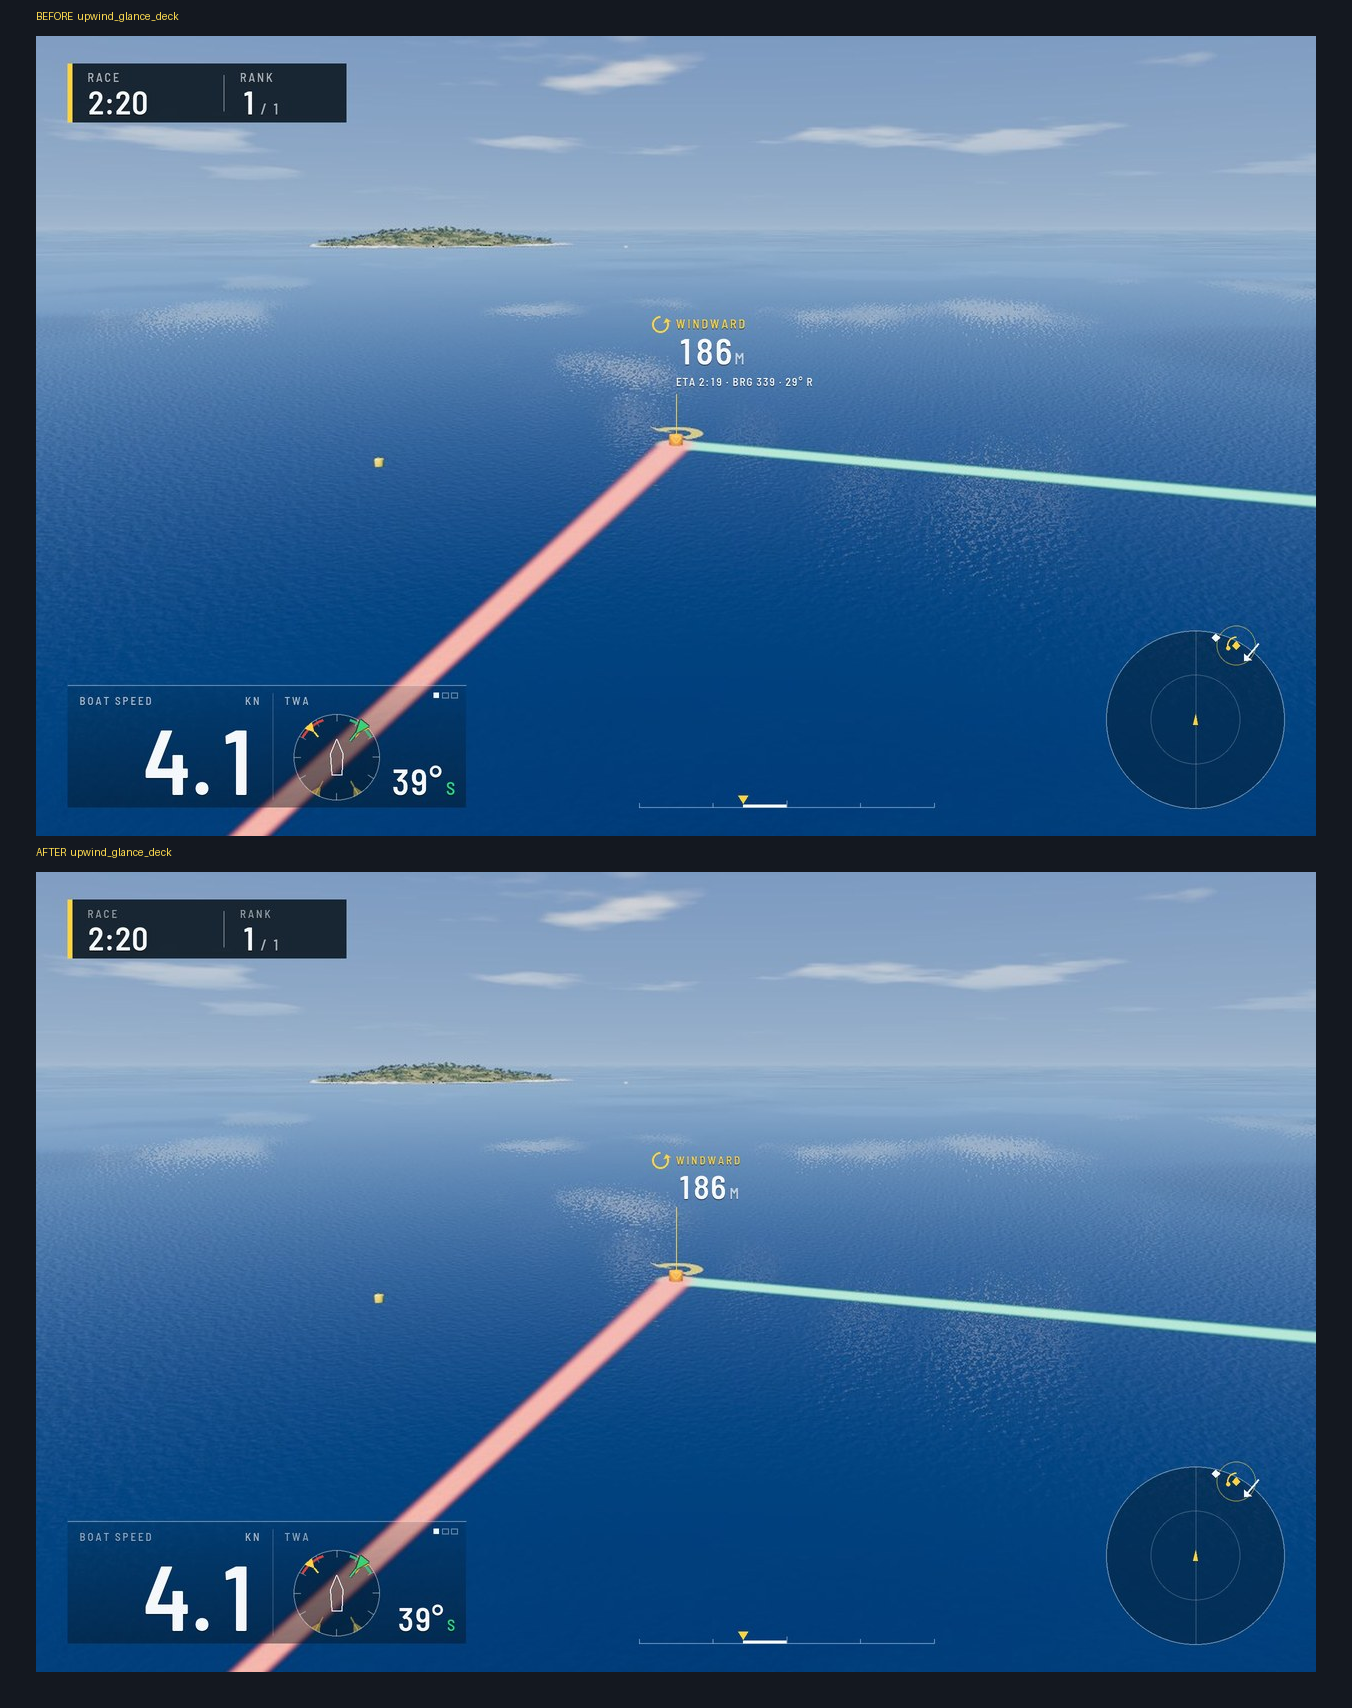 BEFORE upwind_glance_deck
RACE RANK
2:20 1 / 1
WINDWARD
186 M
ETA 2:19 · BRG 339 · 29° R
BOAT SPEED KN TWA
4.1 39° S
AFTER upwind_glance_deck
RACE RANK
2:20 1 / 1
WINDWARD
186 M
BOAT SPEED KN TWA
4.1 39° S